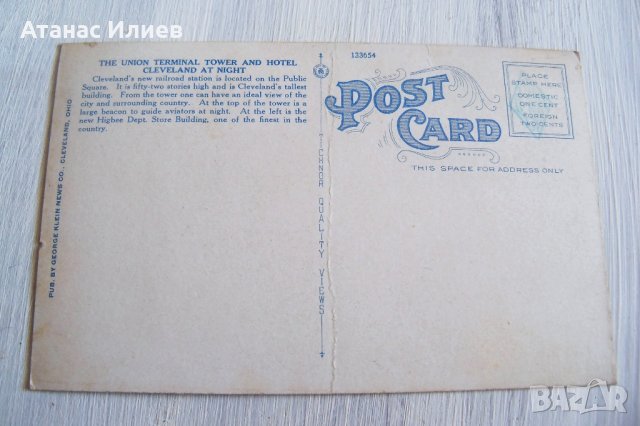 Атанас Илиев
THE UNION TERMINAL TOWER AND HOTEL
CLEVELAND AT NIGHT
Cleveland's new railroad station is located on the Public
Square. It is fifty-two stories high and is Cleveland's tallest
building. From the tower one can have an ideal view of the
city and surrounding country. At the top of the tower is a
large beacon to guide aviators at night. At the left is the
new Higbee Dept. Store Building, one of the finest in the
country.
PUB. BY GEORGE KLEIN NEWS CO., CLEVELAND, OHIO
TICHNOR QUALITY VIEWS
133654
POST
CARD
THIS SPACE FOR ADDRESS ONLY
PLACE
STAMP HERE
DOMESTIC
ONE CENT
FOREIGN
TWO CENTS
BAZAR